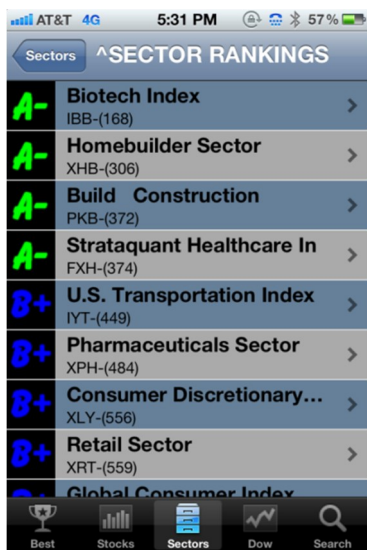 AT&T 4G 5:31 PM 57%
Sectors ^SECTOR RANKINGS
A- Biotech Index
IBB-(168)
A- Homebuilder Sector
XHB-(306)
A- Build Construction
PKB-(372)
A- Strataquant Healthcare In
FXH-(374)
B+ U.S. Transportation Index
IYT-(449)
B+ Pharmaceuticals Sector
XPH-(484)
B+ Consumer Discretionary...
XLY-(556)
B+ Retail Sector
XRT-(559)
Global Consumer Index
Best Stocks Sectors Dow Search